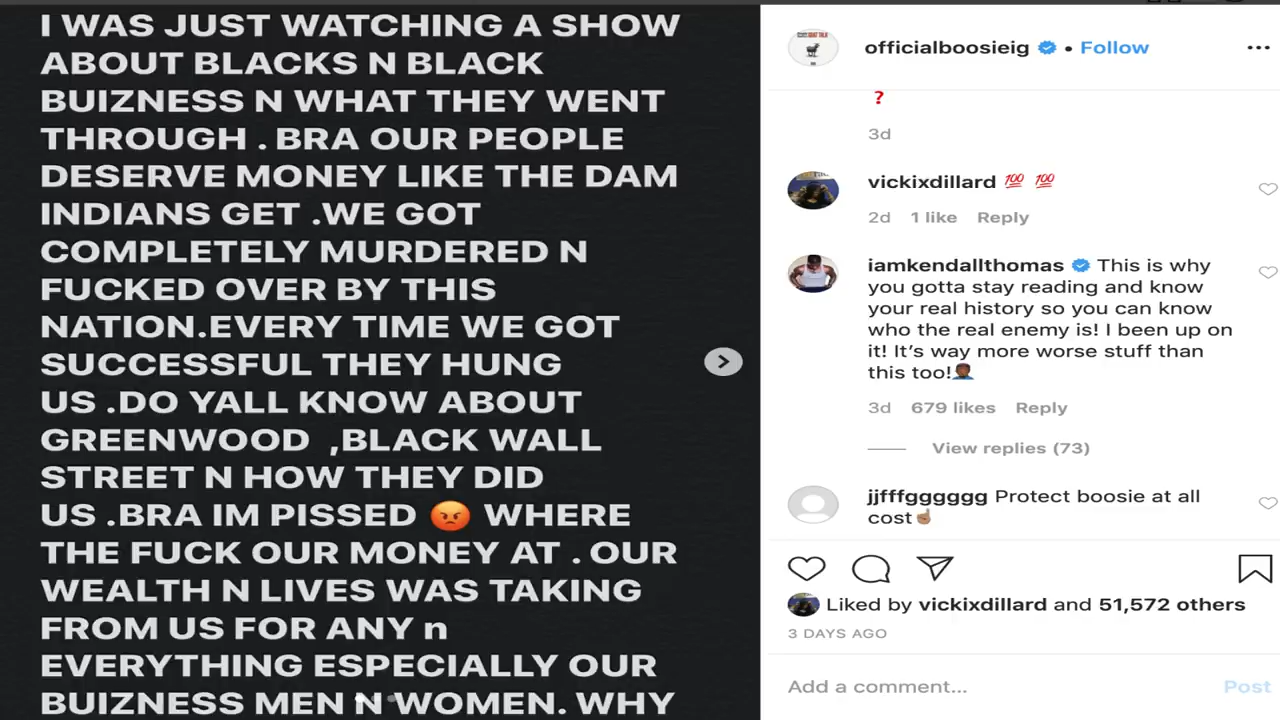 I WAS JUST WATCHING A SHOW
ABOUT BLACKS N BLACK
BUIZNESS N WHAT THEY WENT
THROUGH . BRA OUR PEOPLE
DESERVE MONEY LIKE THE DAM
INDIANS GET .WE GOT
COMPLETELY MURDERED N
FUCKED OVER BY THIS
NATION.EVERY TIME WE GOT
SUCCESSFUL THEY HUNG
US .DO YALL KNOW ABOUT
GREENWOOD ,BLACK WALL
STREET N HOW THEY DID
US .BRA IM PISSED 😡 WHERE
THE FUCK OUR MONEY AT . OUR
WEALTH N LIVES WAS TAKING
FROM US FOR ANY n
EVERYTHING ESPECIALLY OUR
BUIZNESS MEN N WOMEN. WHY
officialboosieig • Follow
?
3d
vickixdillard 💯 💯
2d 1 like Reply
iamkendallthomas This is why
you gotta stay reading and know
your real history so you can know
who the real enemy is! I been up on
it! It’s way more worse stuff than
this too!🤦🏾‍♂️
3d 679 likes Reply
View replies (73)
jjfffgggggg Protect boosie at all
cost☝🏽
Liked by vickixdillard and 51,572 others
3 DAYS AGO
Add a comment...
Post